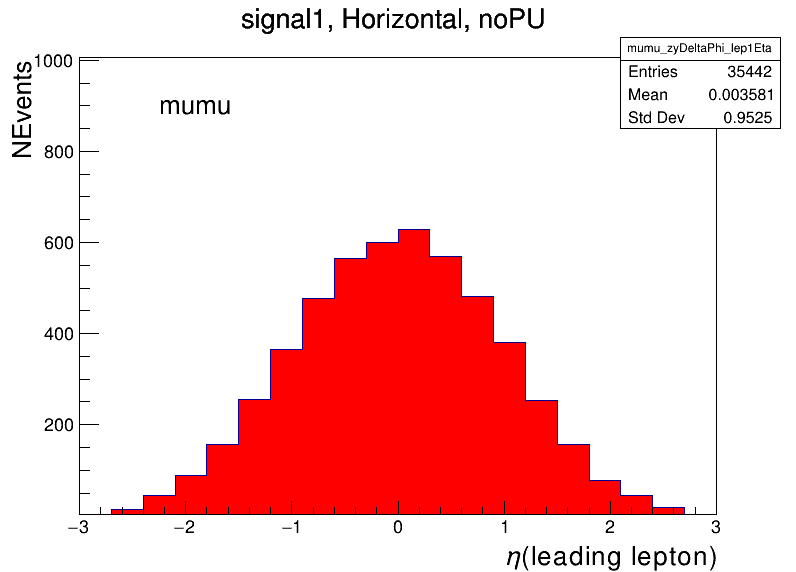 signal1, Horizontal, noPU
mumu_zyDeltaPhi_lep1Eta
Entries 35442
Mean 0.003581
Std Dev 0.9525
NEvents
mumu
1000
800
600
400
200
−3 −2 −1 0 1 2 3
η(leading lepton)